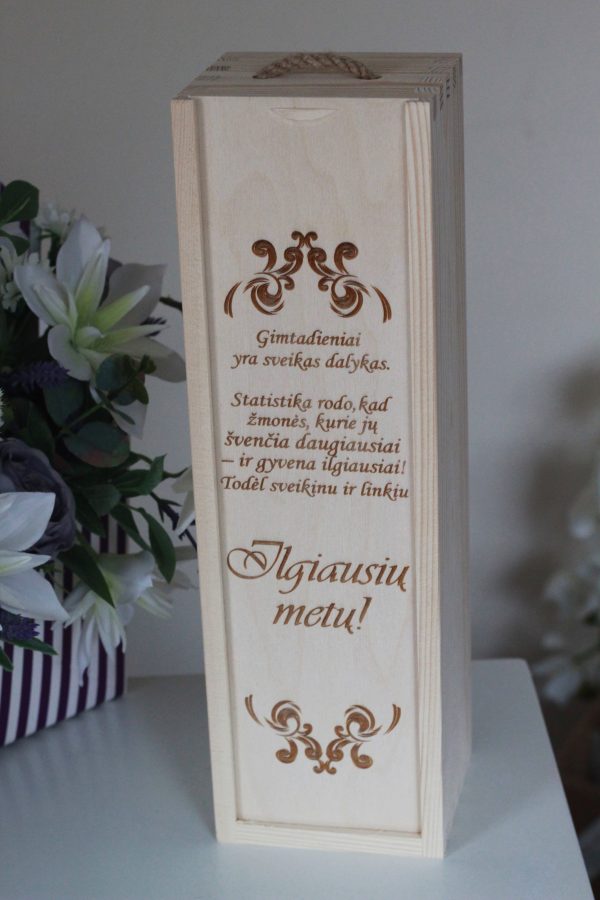 Gimtadieniai
yra sveikas dalykas.
Statistika rodo, kad
žmonės, kurie jų
švenčia daugiausiai
– ir gyvena ilgiausiai!
Todėl sveikinu ir linkiu
Ilgiausių
metų!